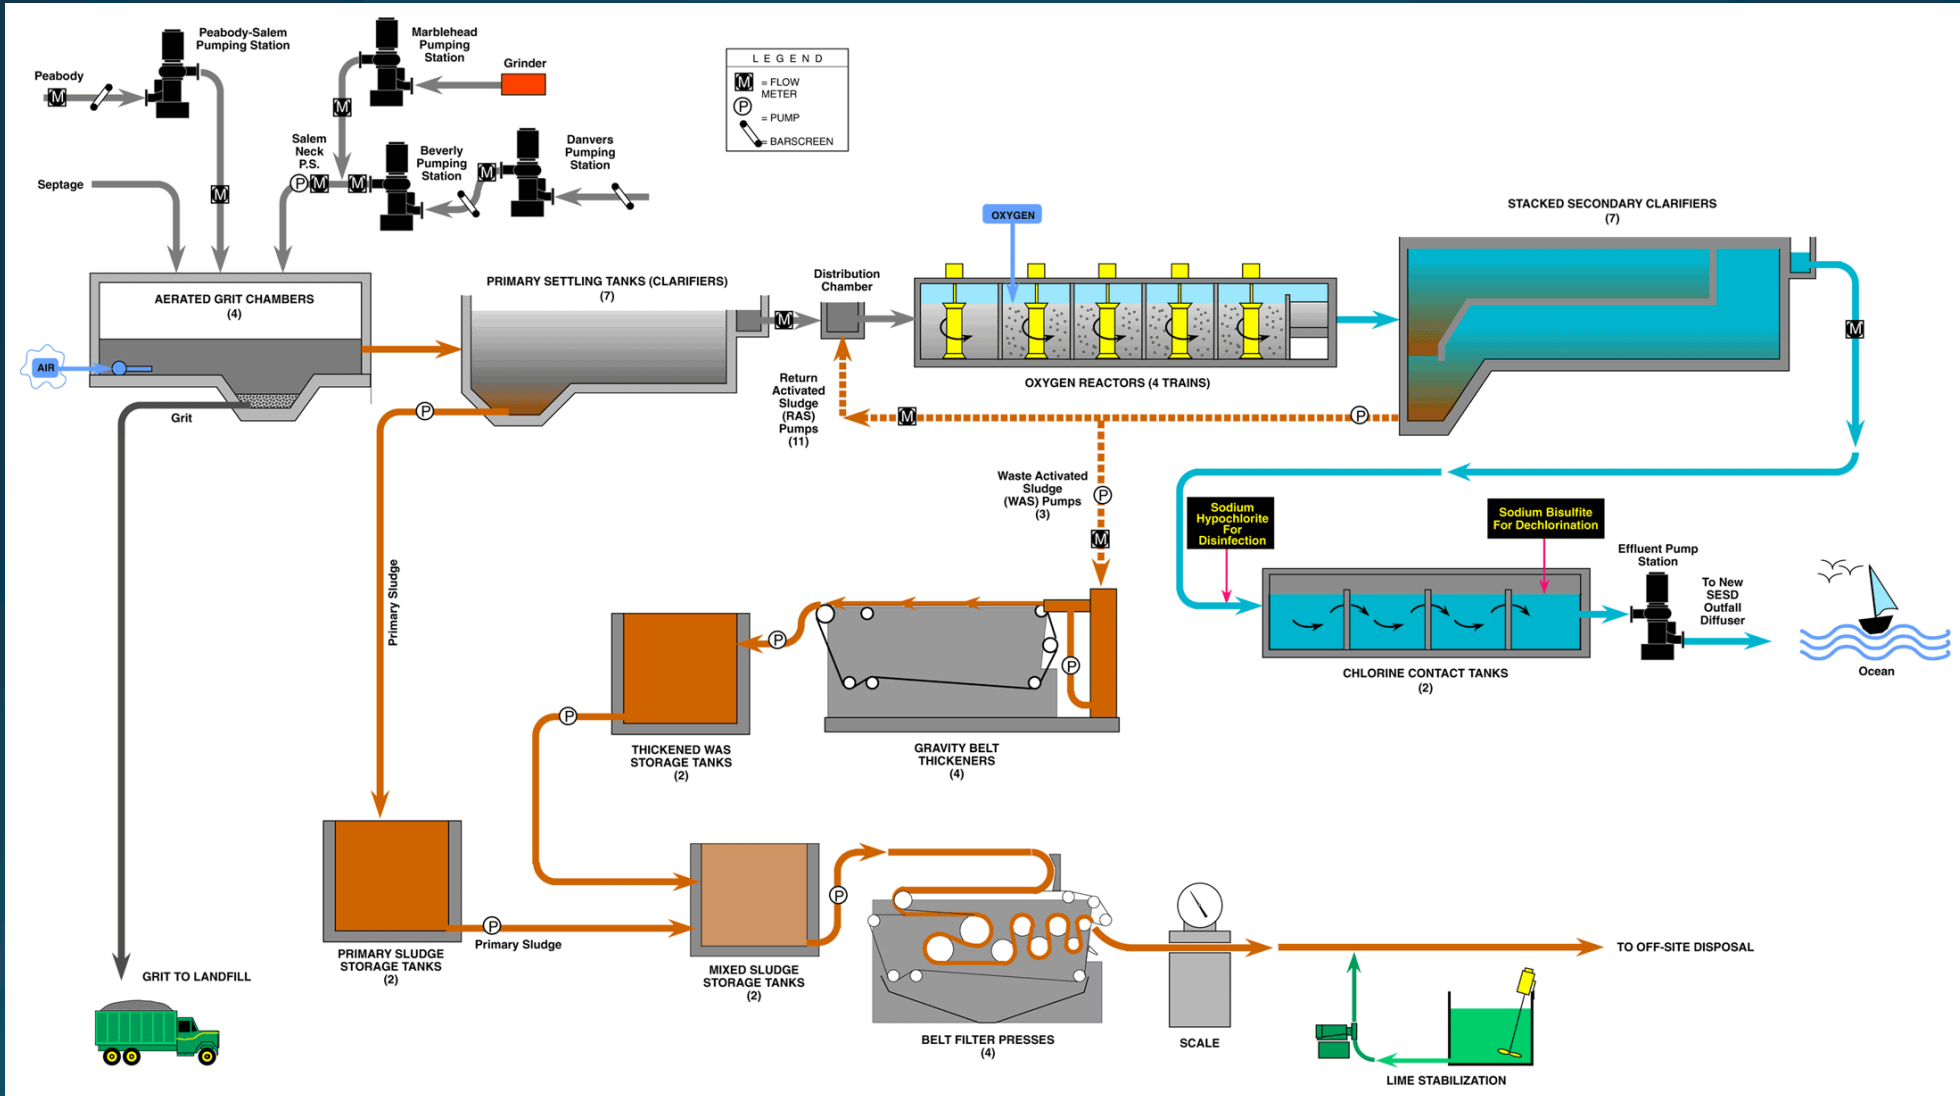 Peabody-Salem
Pumping Station
Marblehead
Pumping
Station
Grinder
Peabody
M
M
M
Salem
Neck
P.S.
P
M
M
Beverly
Pumping
Station
M
Danvers
Pumping
Station
Septage
LEGEND
M
= FLOW
METER
P
= PUMP
= BARSCREEN
AERATED GRIT CHAMBERS
(4)
AIR
Grit
PRIMARY SETTLING TANKS (CLARIFIERS)
(7)
P
M
Distribution
Chamber
OXYGEN
OXYGEN REACTORS (4 TRAINS)
STACKED SECONDARY CLARIFIERS
(7)
M
Return
Activated
Sludge
(RAS)
Pumps
(11)
M
P
Waste Activated
Sludge
(WAS) Pumps
(3)
P
M
Sodium
Hypochlorite
For
Disinfection
Sodium Bisulfite
For Dechlorination
Effluent Pump
Station
To New
SESD
Outfall
Diffuser
Ocean
CHLORINE CONTACT TANKS
(2)
Primary Sludge
P
P
P
THICKENED WAS
STORAGE TANKS
(2)
GRAVITY BELT
THICKENERS
(4)
PRIMARY SLUDGE
STORAGE TANKS
(2)
P
Primary Sludge
MIXED SLUDGE
STORAGE TANKS
(2)
P
BELT FILTER PRESSES
(4)
SCALE
TO OFF-SITE DISPOSAL
LIME STABILIZATION
GRIT TO LANDFILL